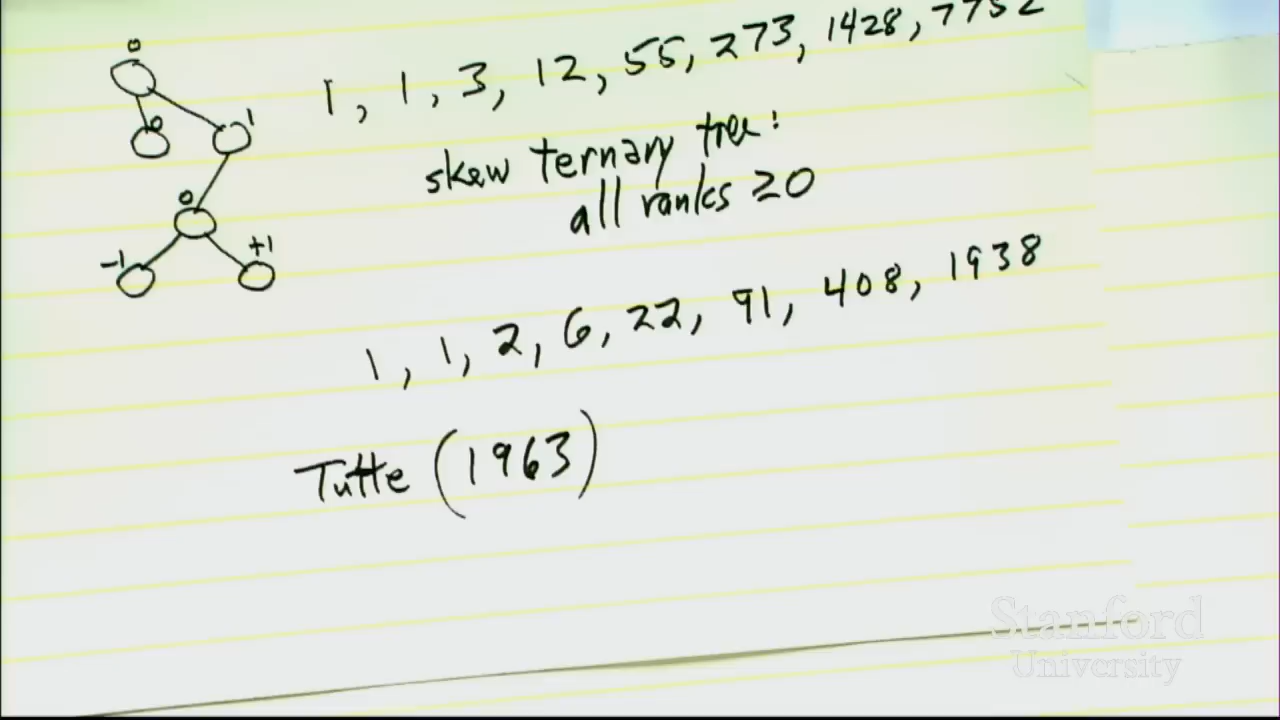 1, 1, 3, 12, 55, 273, 1428, 7752
skew ternary tree:
all ranks ≥0
0
0
1
0
-1
+1
1, 1, 2, 6, 22, 91, 408, 1938
Tutte (1963)
Stanford
University